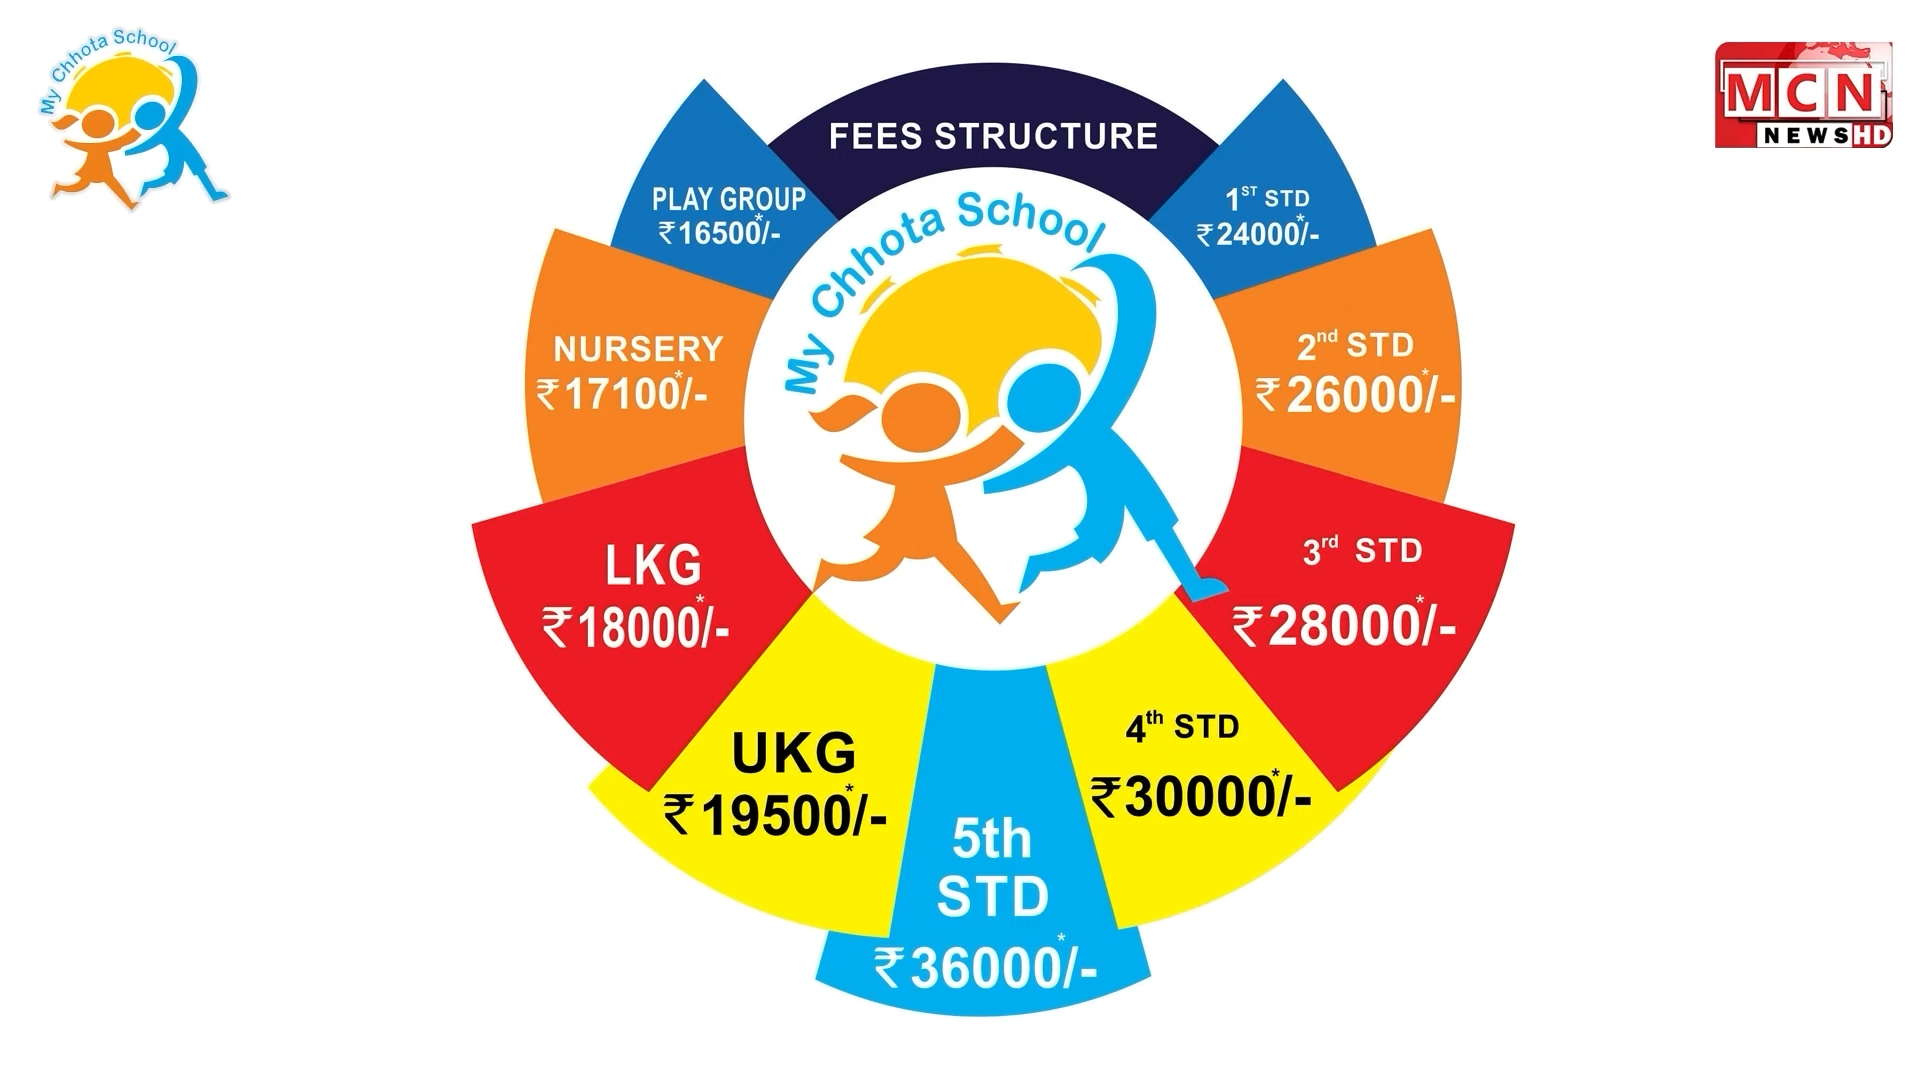 My Chhota School
MCN
NEWS HD
FEES STRUCTURE
My Chhota School
PLAY GROUP
₹16500*/-
NURSERY
₹17100*/-
LKG
₹18000*/-
UKG
₹19500*/-
5th
STD
₹36000*/-
4th STD
₹30000*/-
3rd STD
₹28000*/-
2nd STD
₹26000*/-
1ST STD
₹24000*/-